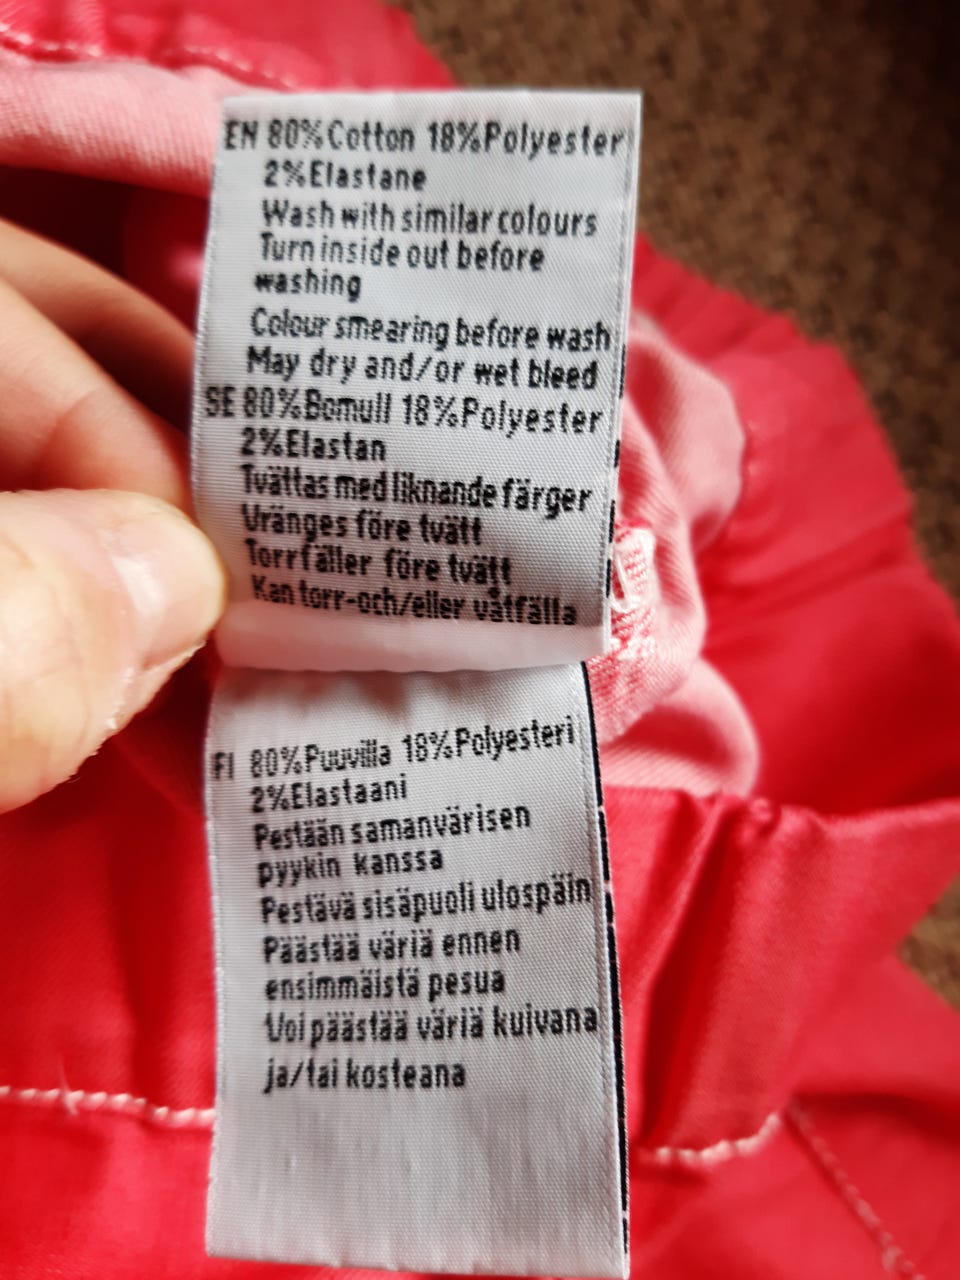 EN 80%Cotton 18%Polyester
2%Elastane
Wash with similar colours
Turn inside out before
washing
Colour smearing before wash
May dry and/or wet bleed
SE 80%Bomull 18%Polyester
2%Elastan
Tvättas med liknande färger
Vränges före tvätt
Torrfäller före tvätt
Kan torr-och/eller våtfälla
FI 80%Puuvilla 18%Polyesteri
2%Elastaani
Pestään samanvärisen
pyykin kanssa
Pestävä sisäpuoli ulospäin
Päästää väriä ennen
ensimmäistä pesua
Voi päästää väriä kuivana
ja/tai kosteana